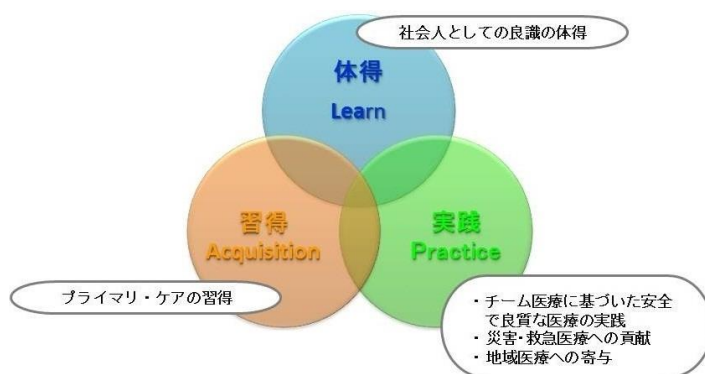 社会人としての良識の体得
体得
Learn
習得
Acquisition
実践
Practice
プライマリ・ケアの習得
・チーム医療に基づいた安全
で良質な医療の実践
・災害・救急医療への貢献
・地域医療への寄与